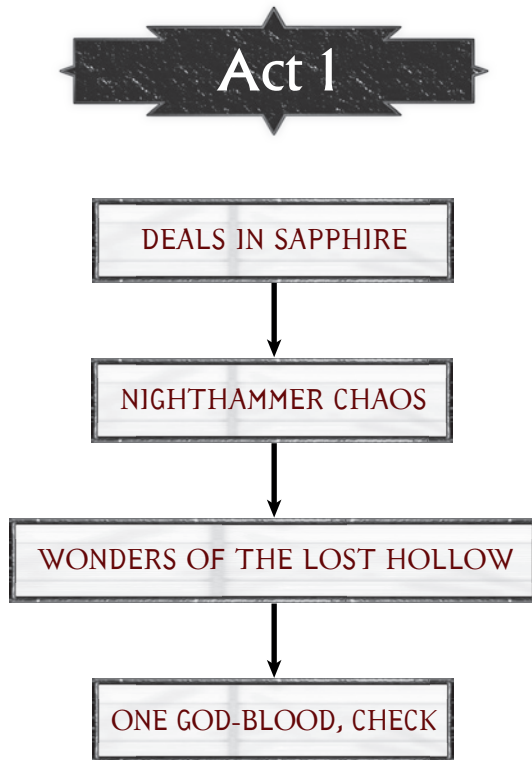 Act 1
DEALS IN SAPPHIRE
NIGHTHAMMER CHAOS
WONDERS OF THE LOST HOLLOW
ONE GOD-BLOOD, CHECK